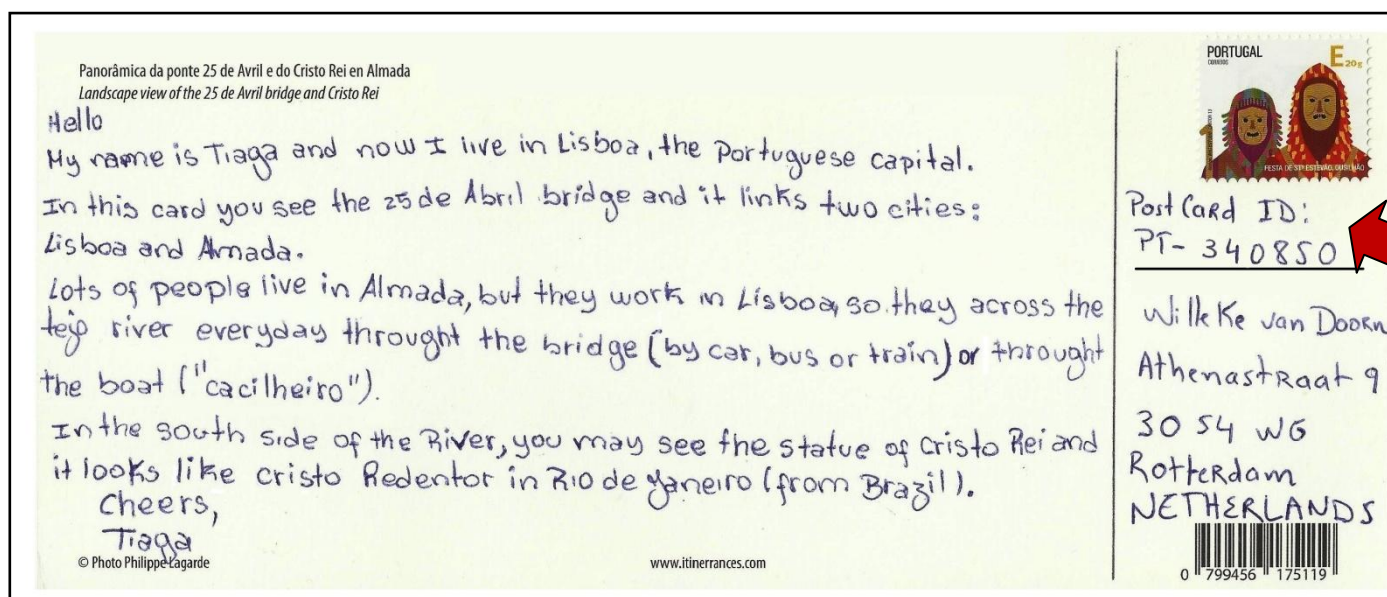 Panorâmica da ponte 25 de Avril e do Cristo Rei en Almada
Landscape view of the 25 de Avril bridge and Cristo Rei
Hello
My name is Tiaga and now I live in Lisboa, the Portuguese capital.
In this card you see the 25 de Abril bridge and it links two cities:
Lisboa and Almada.
Lots of people live in Almada, but they work in Lisboa, so they across the
tejo river everyday throught the bridge (by car, bus or train) or throught
the boat ("cacilheiro").
In the south side of the River, you may see the statue of Cristo Rei and
it looks like cristo Redentor in Rio de Janeiro (from Brazil).
Cheers,
Tiaga
© Photo Philippe Lagarde
www.itinerrances.com
PORTUGAL
CORREIOS
E 20g
FESTA DE STO ESTEVÃO, OUSILHÃO
PostCard ID:
PT- 340850
Willeke van Doorn
Athenastraat 9
3054 WG
Rotterdam
NETHERLANDS
0 799456 175119